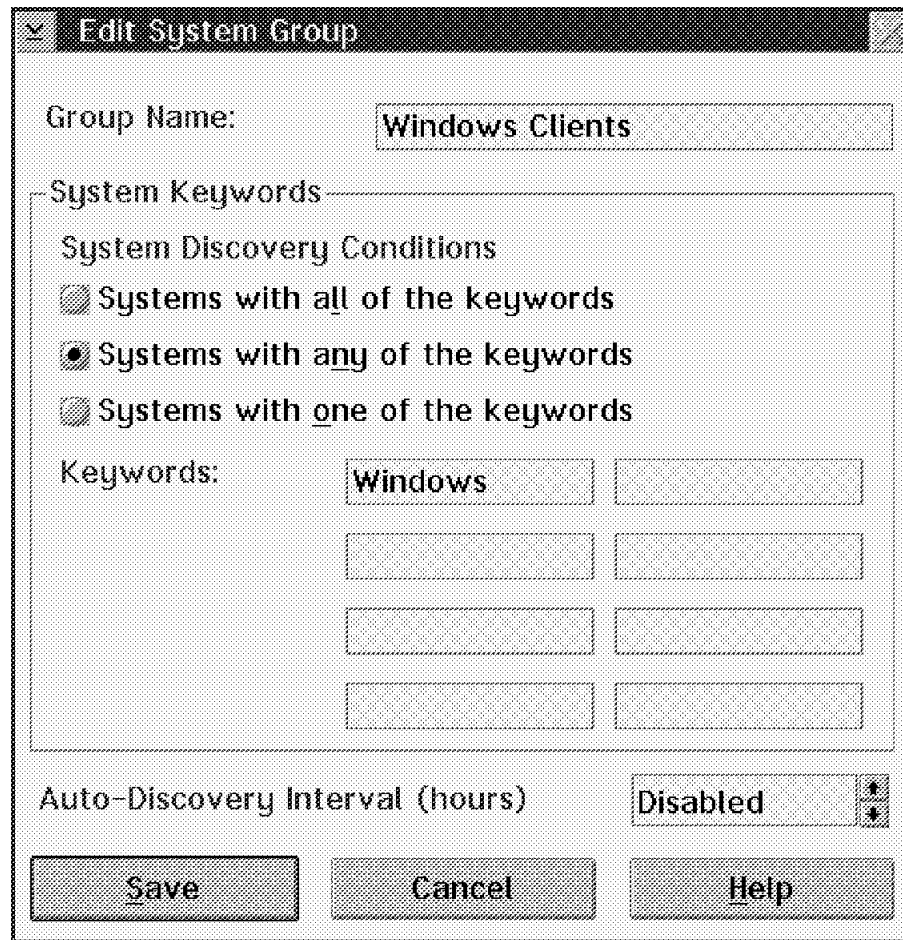 Edit System Group
Group Name: Windows Clients
System Keywords
System Discovery Conditions
Systems with all of the keywords
Systems with any of the keywords
Systems with one of the keywords
Keywords: Windows
Auto-Discovery Interval (hours) Disabled
Save Cancel Help